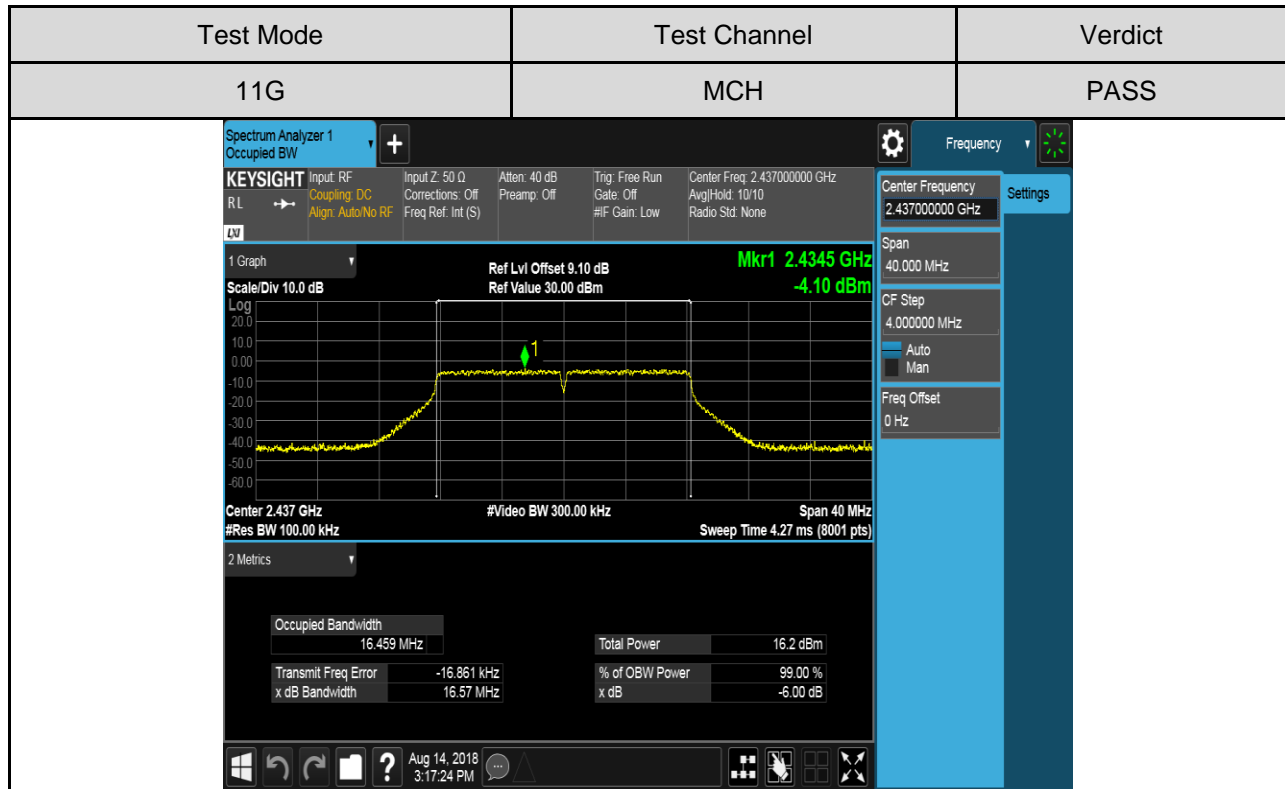 Test Mode Test Channel Verdict
11G MCH PASS
Spectrum Analyzer 1
Occupied BW
+
Frequency
KEYSIGHT Input: RF Input Z: 50 Ω Atten: 40 dB Trig: Free Run Center Freq: 2.437000000 GHz
RL Coupling: DC Corrections: Off Preamp: Off Gate: Off Avg|Hold: 10/10
Align: Auto/No RF Freq Ref: Int (S) #IF Gain: Low Radio Std: None
LXI
Center Frequency
2.437000000 GHz
Settings
Span
40.000 MHz
CF Step
4.000000 MHz
Auto
Man
Freq Offset
0 Hz
1 Graph Ref Lvl Offset 9.10 dB Mkr1 2.4345 GHz
Scale/Div 10.0 dB Ref Value 30.00 dBm -4.10 dBm
Log
20.0
10.0
0.00
-10.0
-20.0
-30.0
-40.0
-50.0
-60.0
1
Center 2.437 GHz #Video BW 300.00 kHz Span 40 MHz
#Res BW 100.00 kHz Sweep Time 4.27 ms (8001 pts)
2 Metrics
Occupied Bandwidth
16.459 MHz Total Power 16.2 dBm
Transmit Freq Error -16.861 kHz % of OBW Power 99.00 %
x dB Bandwidth 16.57 MHz x dB -6.00 dB
? Aug 14, 2018
3:17:24 PM